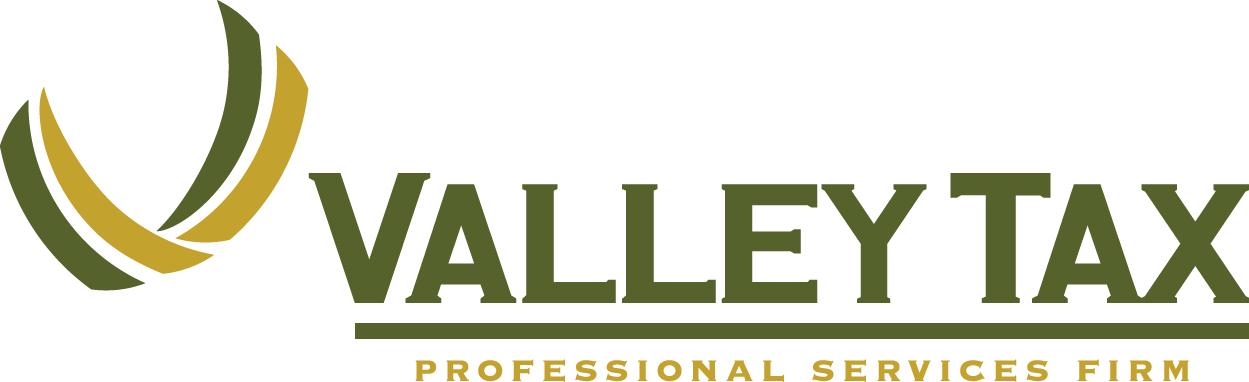 VALLEY TAX
PROFESSIONAL SERVICES FIRM